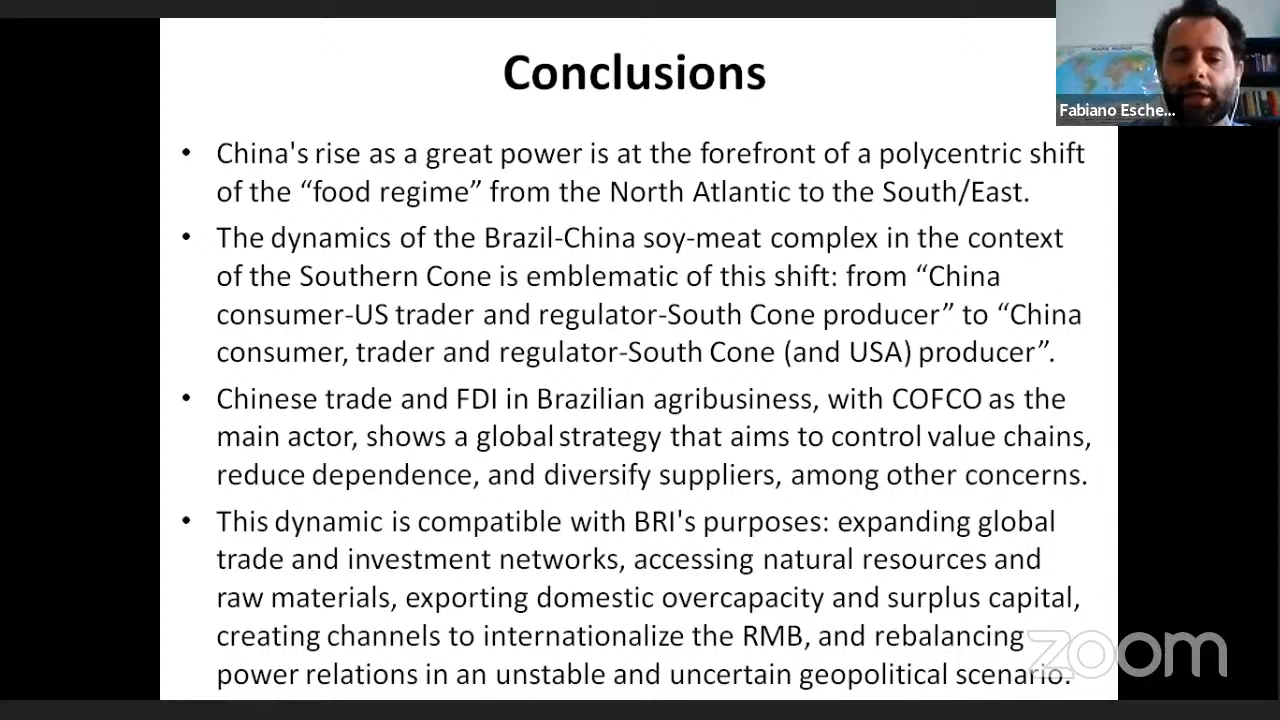 Conclusions
Fabiano Esche...
• China's rise as a great power is at the forefront of a polycentric shift
of the “food regime” from the North Atlantic to the South/East.
• The dynamics of the Brazil-China soy-meat complex in the context
of the Southern Cone is emblematic of this shift: from “China
consumer-US trader and regulator-South Cone producer” to “China
consumer, trader and regulator-South Cone (and USA) producer”.
• Chinese trade and FDI in Brazilian agribusiness, with COFCO as the
main actor, shows a global strategy that aims to control value chains,
reduce dependence, and diversify suppliers, among other concerns.
• This dynamic is compatible with BRI's purposes: expanding global
trade and investment networks, accessing natural resources and
raw materials, exporting domestic overcapacity and surplus capital,
creating channels to internationalize the RMB, and rebalancing
power relations in an unstable and uncertain geopolitical scenario.
zoom